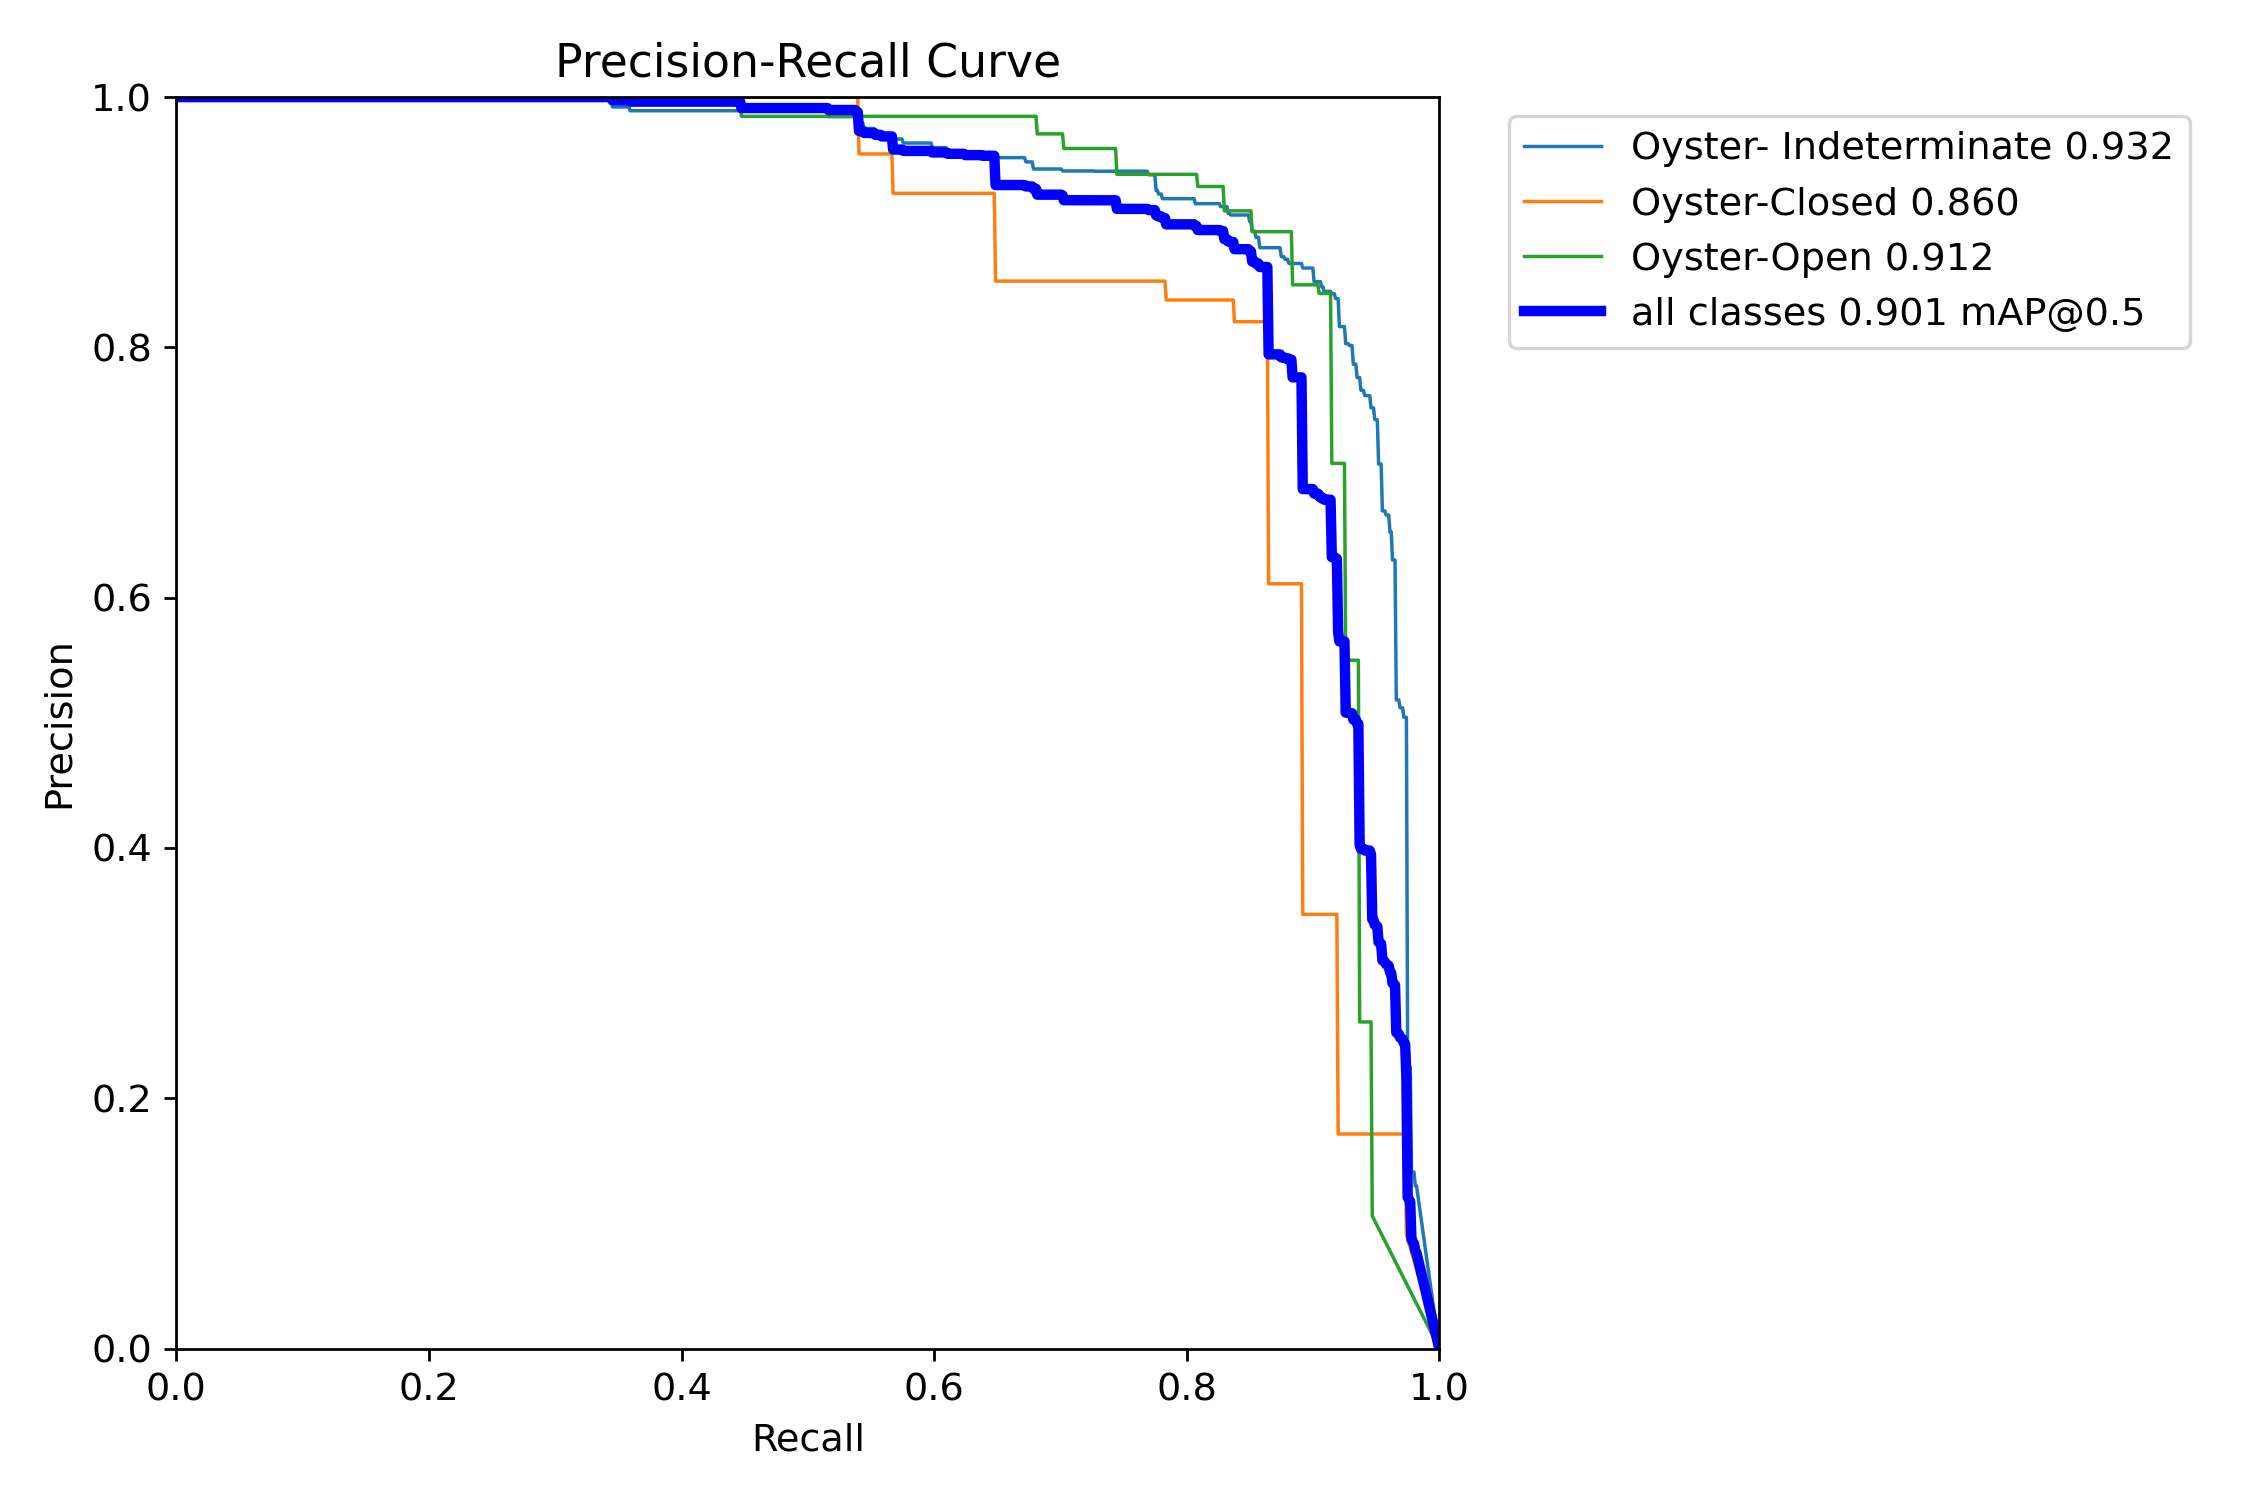 Precision-Recall Curve
1.0
0.8
0.6
0.4
0.2
0.0
Precision
0.0 0.2 0.4 0.6 0.8 1.0
Recall
Oyster- Indeterminate 0.932
Oyster-Closed 0.860
Oyster-Open 0.912
all classes 0.901 mAP@0.5